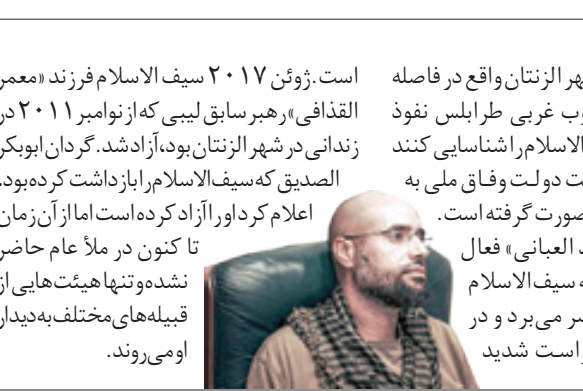 هر الزنتان واقع در فاصله
وب غربی طرابلس نفوذ
الاسلام را شناسایی کنند
ت دولت وفاق ملی به
صورت گرفته است.
د العبانی» فعال
ه سیف‌الاسلام
سر می‌برد و در
راست شدید
است. ژوئن ۲۰۱۷ سیف الاسلام فرزند «معمر
القذافی» رهبر سابق لیبی که از نوامبر ۲۰۱۱ در
زندانی در شهر الزنتان بود، آزاد شد. گردان ابوبکر
الصدیق که سیف‌الاسلام را بازداشت کرده بود،
اعلام کرد او را آزاد کرده است اما از آن زمان
تا کنون در ملأ عام حاضر
نشده و تنها هیئت‌هایی از
قبیله‌های مختلف به دیدار
او می‌روند.